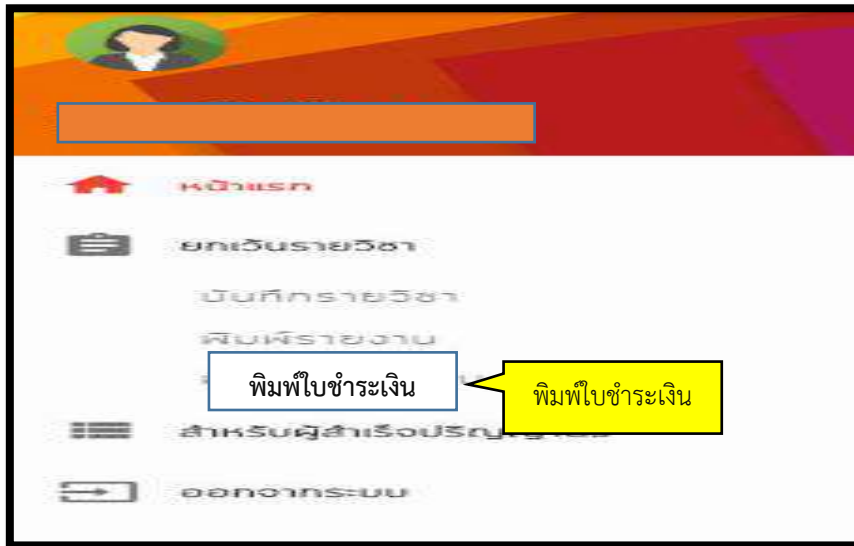 หน้าแรก
ยกเว้นรายวิชา
บันทึกรายวิชา
พิมพ์รายงาน
พิมพ์ใบชำระเงิน
พิมพ์ใบชำระเงิน
สำหรับผู้สำเร็จปริญญา
ออกจากระบบ